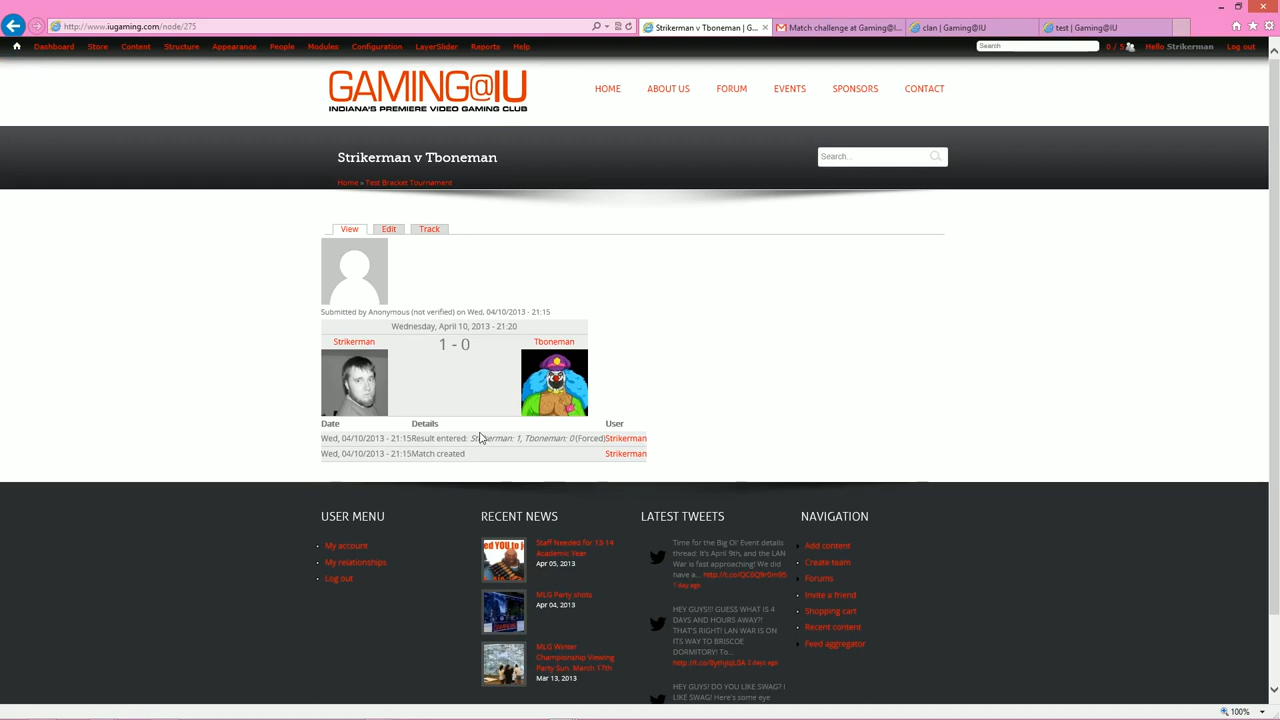 http://www.iugaming.com/node/275
Strikerman v Tboneman | G...
Match challenge at Gaming@I...
clan | Gaming@IU
test | Gaming@IU
Dashboard Store Content Structure Appearance People Modules Configuration LayerSlider Reports Help
Search
0 / 5
Hello Strikerman
Log out
GAMING@IU
INDIANA'S PREMIERE VIDEO GAMING CLUB
HOME ABOUT US FORUM EVENTS SPONSORS CONTACT
Strikerman v Tboneman
Search...
Home » Test Bracket Tournament
View Edit Track
Submitted by Anonymous (not verified) on Wed, 04/10/2013 - 21:15
Wednesday, April 10, 2013 - 21:20
Strikerman 1 - 0 Tboneman
Date Details User
Wed, 04/10/2013 - 21:15 Result entered: Strikerman: 1, Tboneman: 0 (Forced) Strikerman
Wed, 04/10/2013 - 21:15 Match created Strikerman
USER MENU
My account
My relationships
Log out
RECENT NEWS
ed YOU to j
Staff Needed for 13-14
Academic Year
Apr 05, 2013
MLG Party shots
Apr 04, 2013
MLG Winter
Championship Viewing
Party Sun. March 17th
Mar 13, 2013
LATEST TWEETS
Time for the Big Ol' Event details
thread: It's April 9th, and the LAN
War is fast approaching! We did
have a...
1 day ago
HEY GUYS!!! GUESS WHAT IS 4
DAYS AND HOURS AWAY?!
THAT'S RIGHT! LAN WAR IS ON
ITS WAY TO BRISCOE
DORMITORY! To...
2 days ago
HEY GUYS! DO YOU LIKE SWAG? I
LIKE SWAG! Here's some eye
NAVIGATION
Add content
Create team
Forums
Invite a friend
Shopping cart
Recent content
Feed aggregator
100%